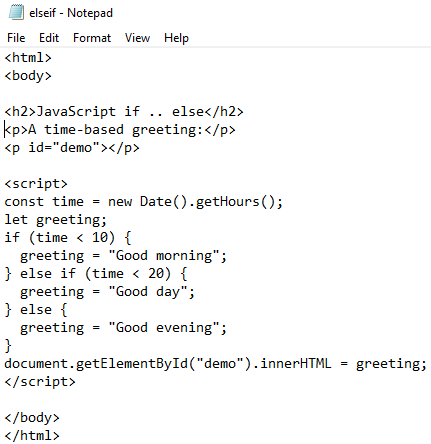 elseif - Notepad
File Edit Format View Help
<html>
<body>
<h2>JavaScript if .. else</h2>
<p>A time-based greeting:</p>
<p id="demo"></p>
<script>
const time = new Date().getHours();
let greeting;
if (time < 10) {
  greeting = "Good morning";
} else if (time < 20) {
  greeting = "Good day";
} else {
  greeting = "Good evening";
}
document.getElementById("demo").innerHTML = greeting;
</script>
</body>
</html>